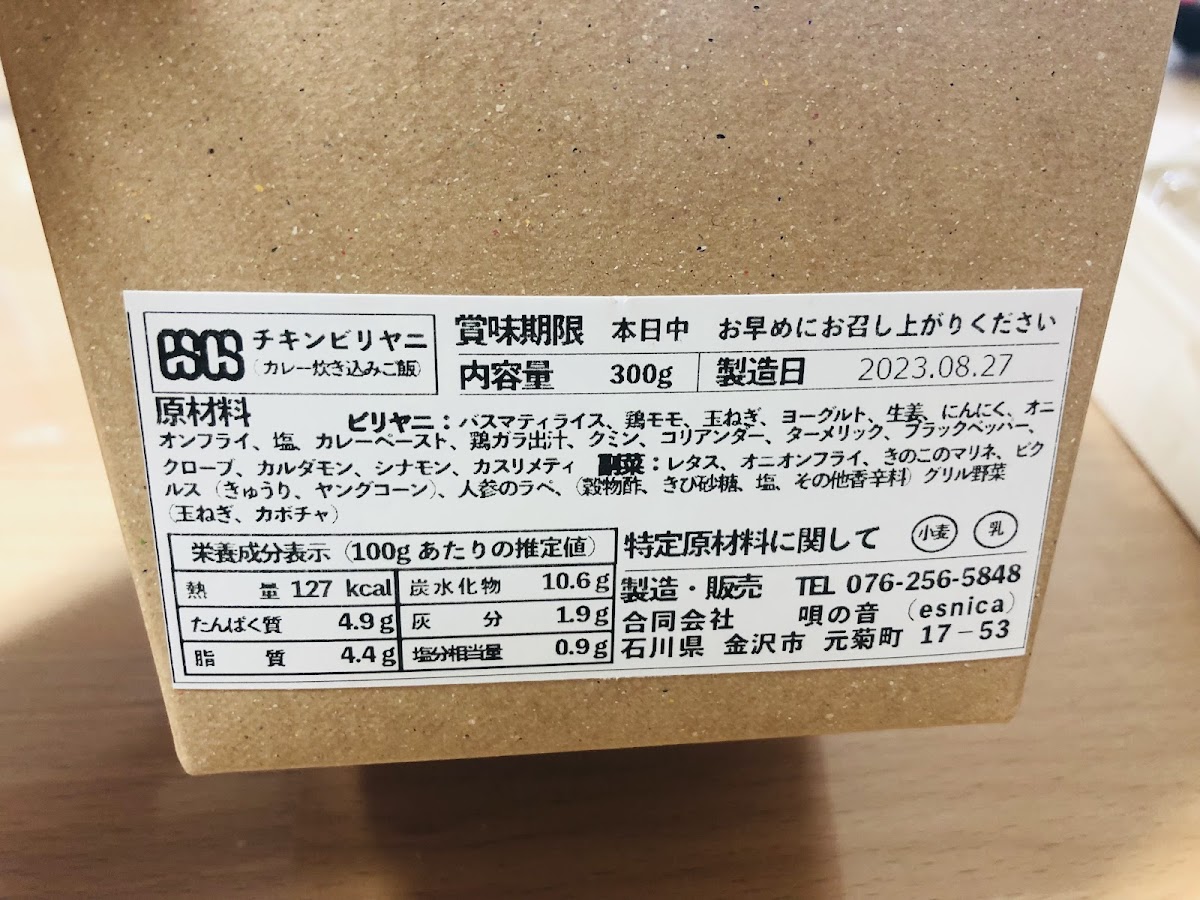 escs チキンビリヤニ
(カレー炊き込みご飯)
賞味期限 本日中 お早めにお召し上がりください
内容量 300g 製造日 2023.08.27
原材料 ビリヤニ：バスマティライス、鶏モモ、玉ねぎ、ヨーグルト、生姜、にんにく、オニ
オンフライ、塩、カレーペースト、鶏ガラ出汁、クミン、コリアンダー、ターメリック、ブラックペッパー、
クローブ、カルダモン、シナモン、カスリメティ 副菜：レタス、オニオンフライ、きのこのマリネ、ピク
ルス（きゅうり、ヤングコーン）、人参のラペ、（穀物酢、きび砂糖、塩、その他香辛料）グリル野菜
（玉ねぎ、カボチャ）
栄養成分表示（100gあたりの推定値）
熱量 127 kcal 炭水化物 10.6g
たんぱく質 4.9g 灰分 1.9g
脂質 4.4g 塩分相当量 0.9g
特定原材料に関して 小麦 乳
製造・販売 TEL 076-256-5848
合同会社 唄の音（esnica）
石川県 金沢市 元菊町 17－53